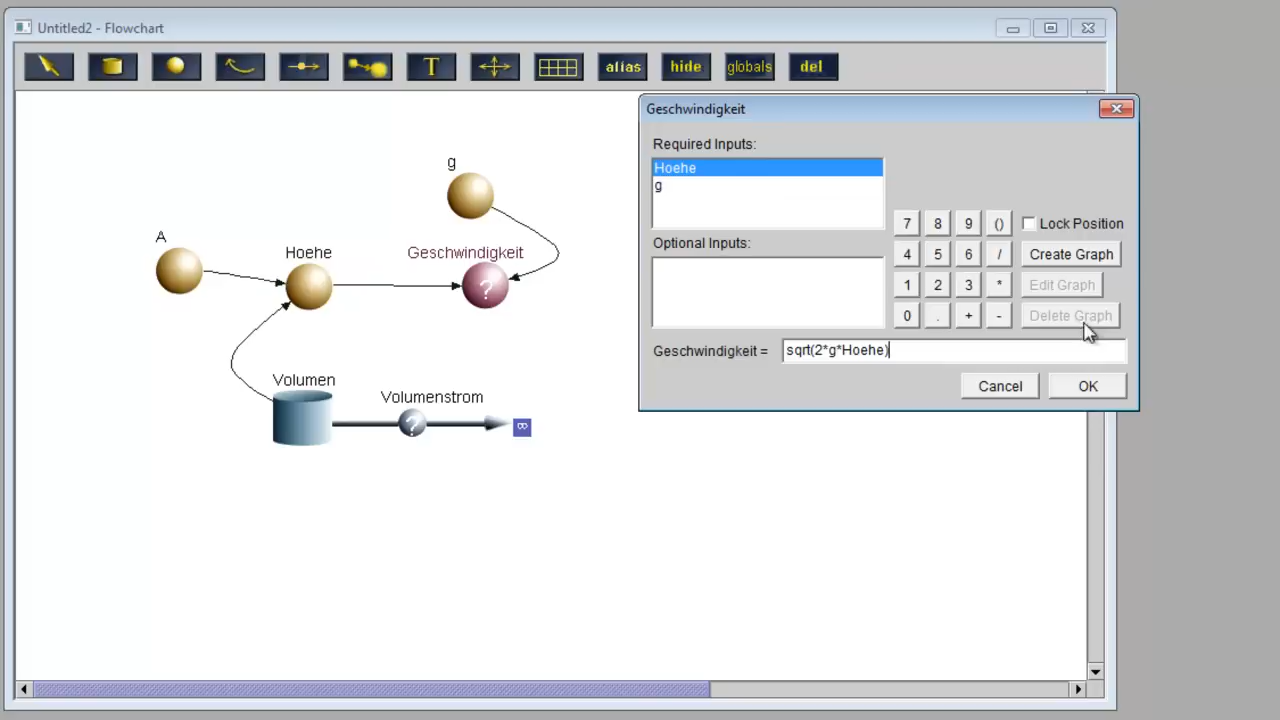 Untitled2 - Flowchart
T
alias
hide
globals
del
Geschwindigkeit
Required Inputs:
Hoehe
g
Optional Inputs:
7 8 9 () Lock Position
4 5 6 / Create Graph
1 2 3 * Edit Graph
0 . + - Delete Graph
Geschwindigkeit = sqrt(2*g*Hoehe)
Cancel OK
g
A
Hoehe
Geschwindigkeit
?
Volumen
Volumenstrom
?
∞